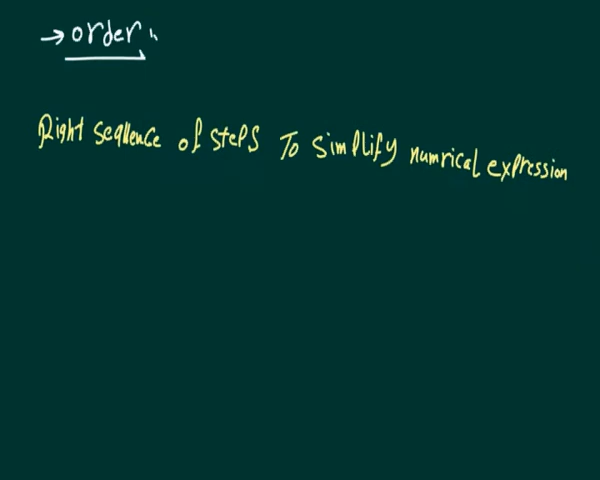 → order
Right sequence of steps To simplify numrical expression